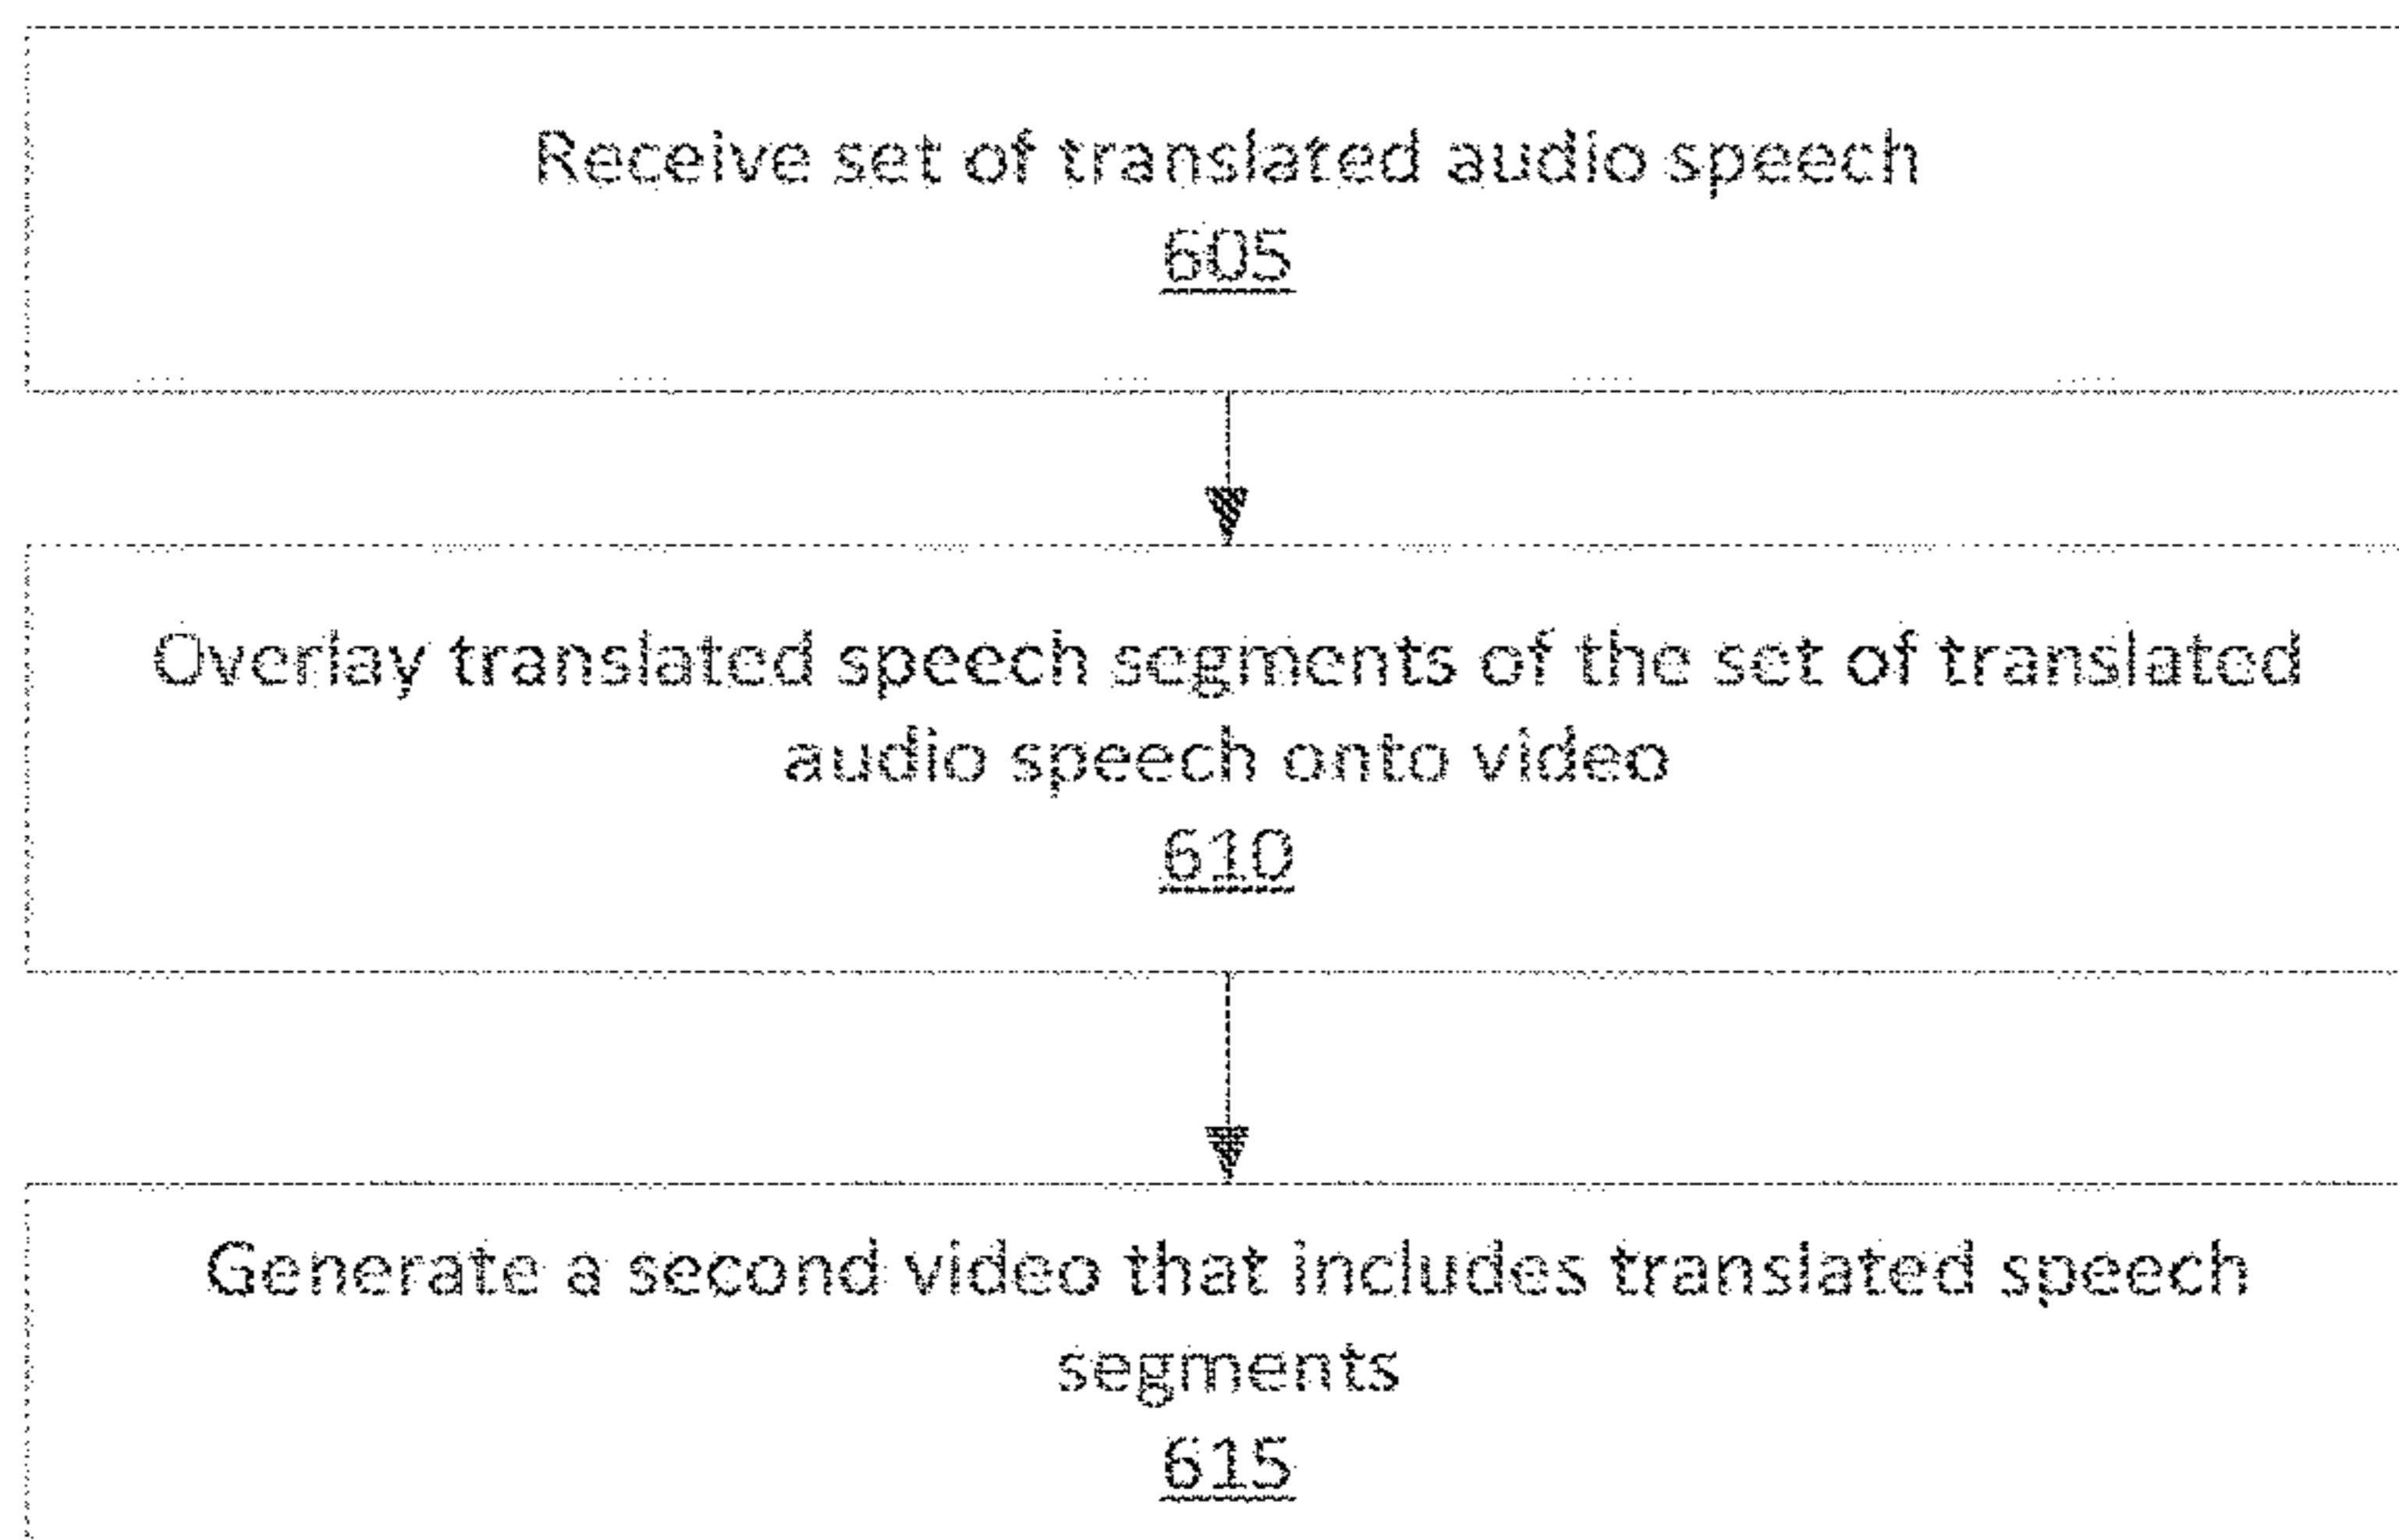 Receive set of translated audio speech
605
Overlay translated speech segments of the set of translated
audio speech onto video
610
Generate a second video that includes translated speech
segments
615